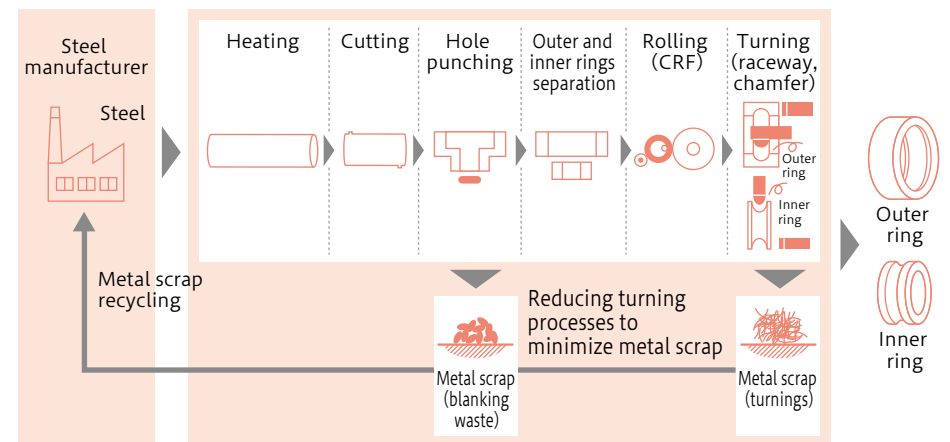 Steel
manufacturer
Steel
Heating
Cutting
Hole
punching
Outer and
inner rings
separation
Rolling
(CRF)
Turning
(raceway,
chamfer)
Outer
ring
Inner
ring
Outer
ring
Inner
ring
Metal scrap
recycling
Metal scrap
(blanking
waste)
Reducing turning
processes to
minimize metal scrap
Metal scrap
(turnings)